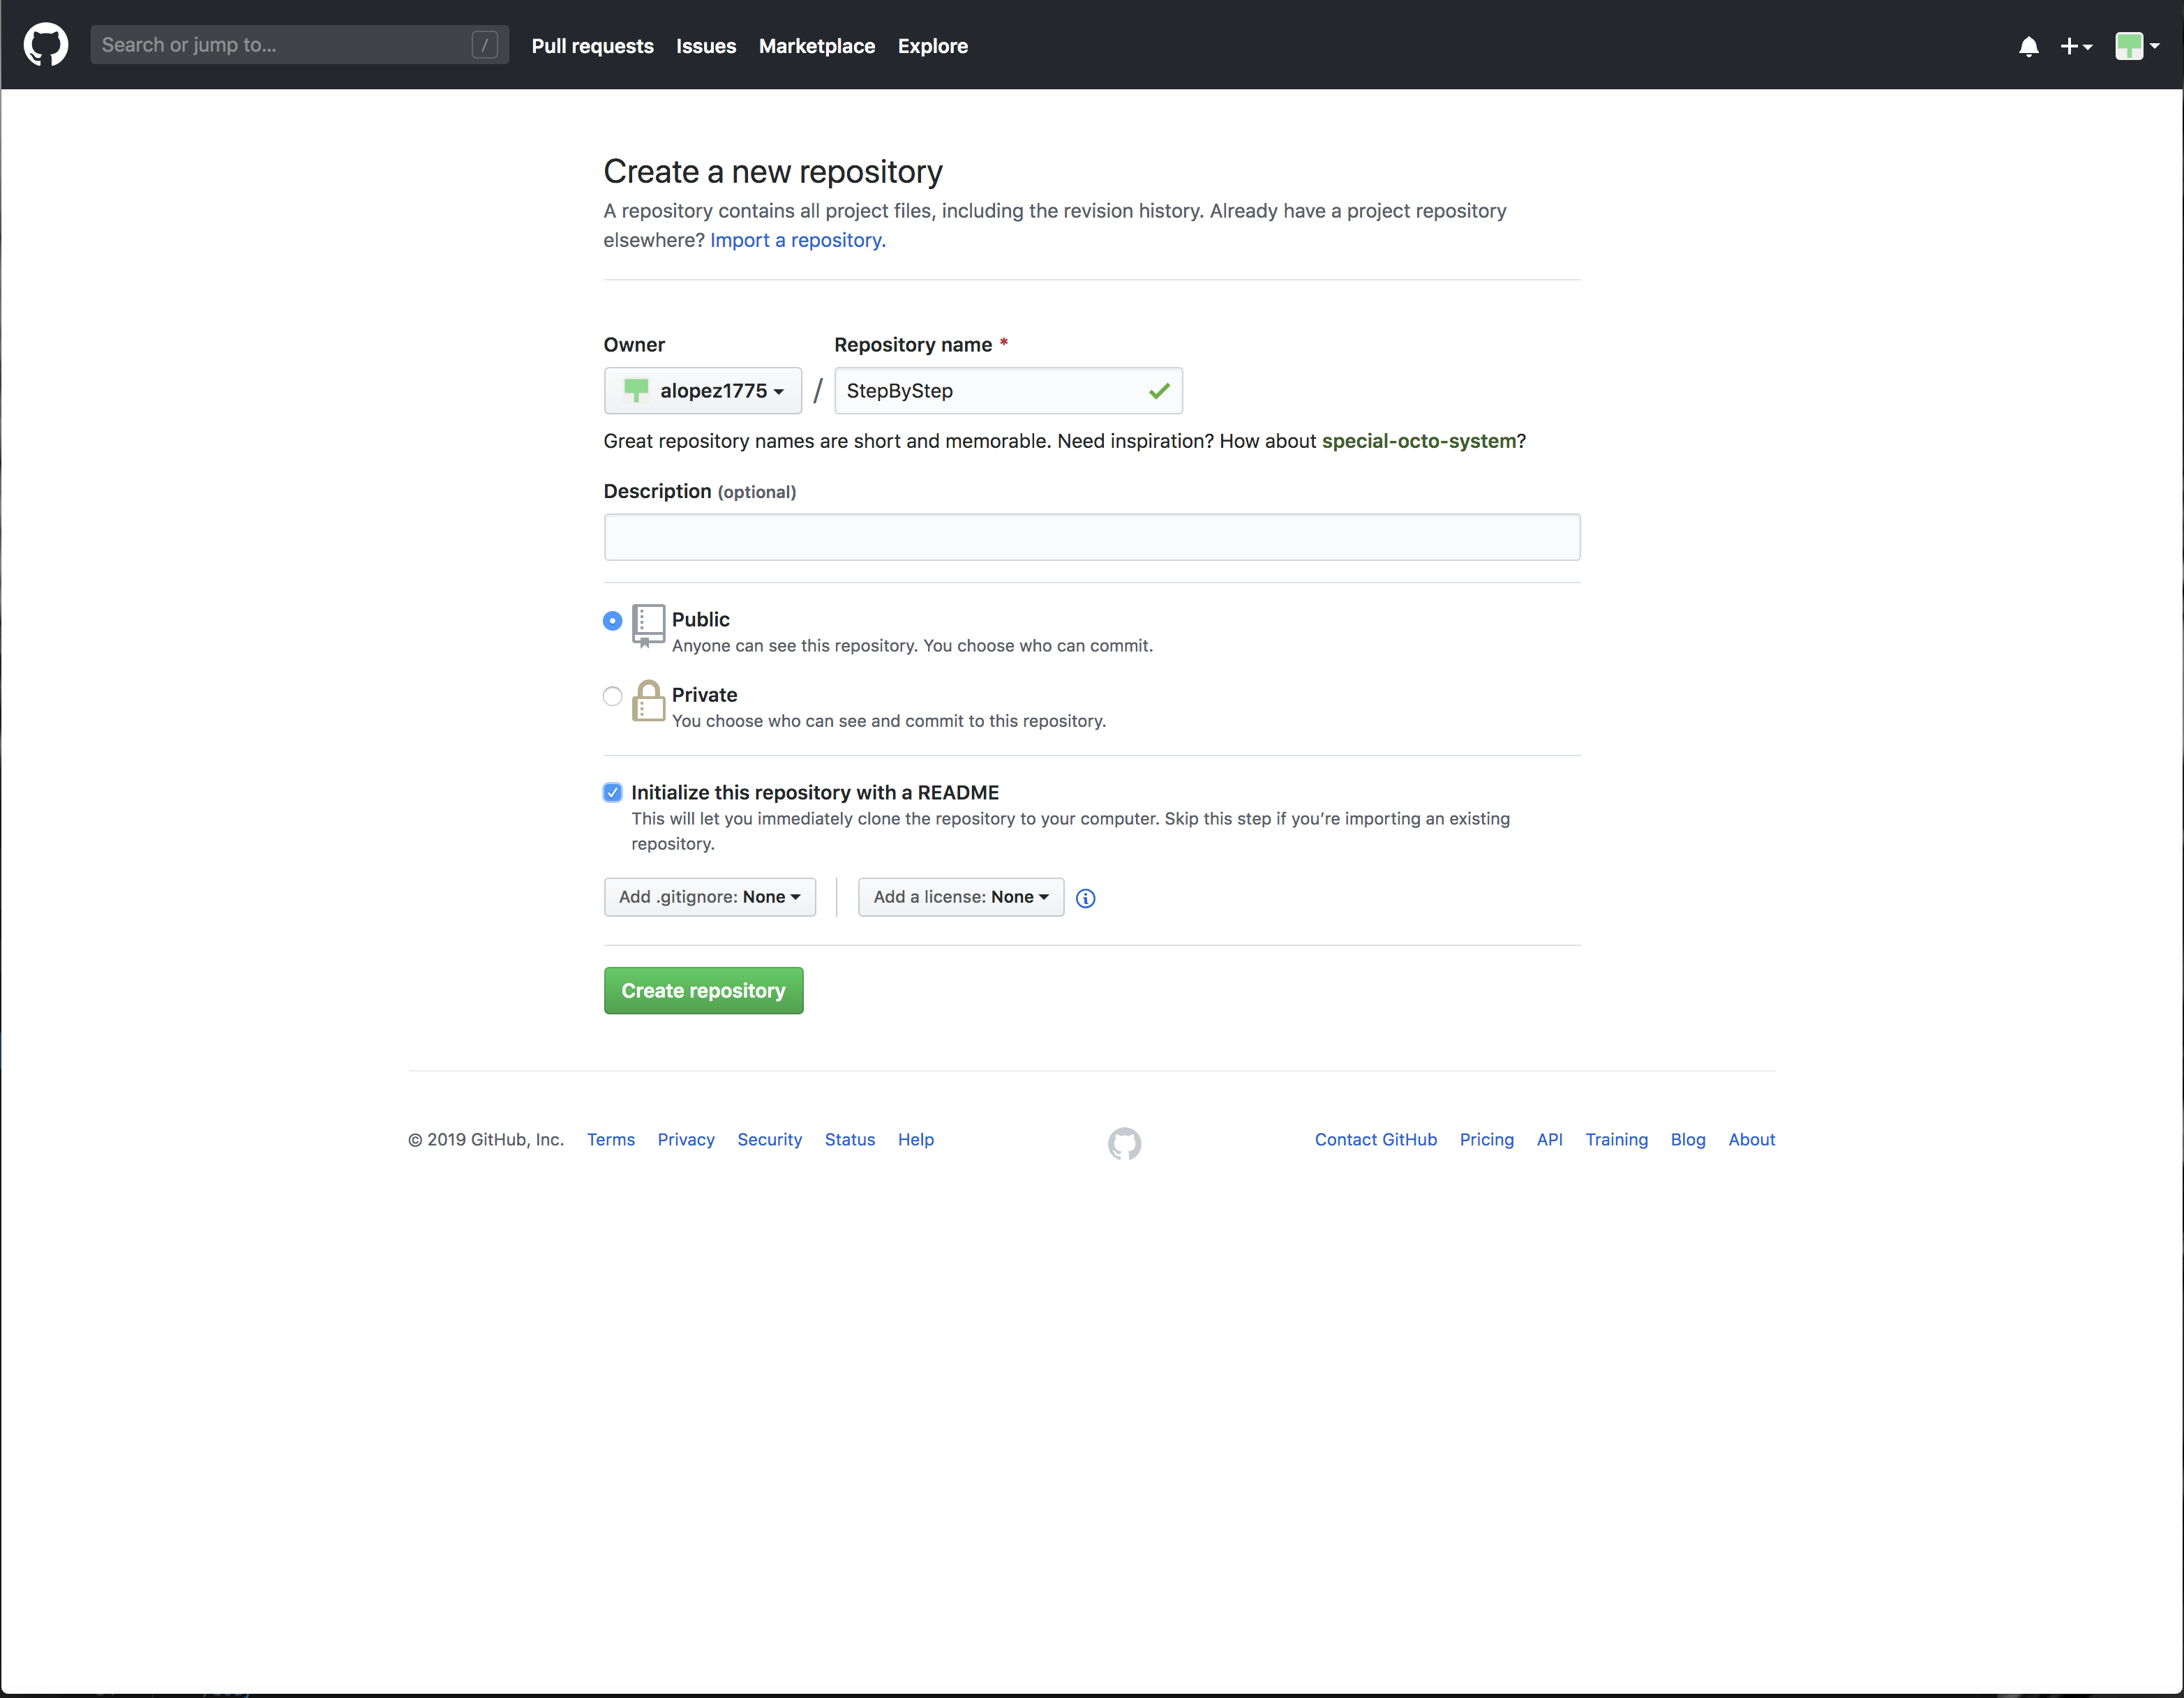 Search or jump to... /
Pull requests Issues Marketplace Explore
Create a new repository
A repository contains all project files, including the revision history. Already have a project repository
elsewhere? Import a repository.
Owner
Repository name *
alopez1775 / StepByStep
Great repository names are short and memorable. Need inspiration? How about special-octo-system?
Description (optional)
Public
Anyone can see this repository. You choose who can commit.
Private
You choose who can see and commit to this repository.
Initialize this repository with a README
This will let you immediately clone the repository to your computer. Skip this step if you’re importing an existing
repository.
Add .gitignore: None
Add a license: None
Create repository
© 2019 GitHub, Inc. Terms Privacy Security Status Help
Contact GitHub Pricing API Training Blog About